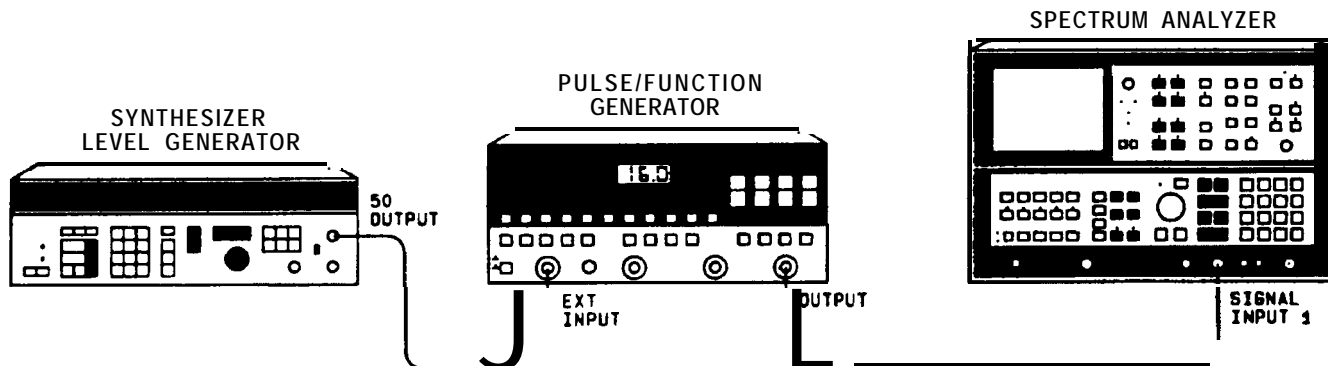 SPECTRUM ANALYZER
PULSE/FUNCTION
GENERATOR
SYNTHESIZER
LEVEL GENERATOR
16.0
50
OUTPUT
EXT
INPUT
OUTPUT
SIGNAL
INPUT 1